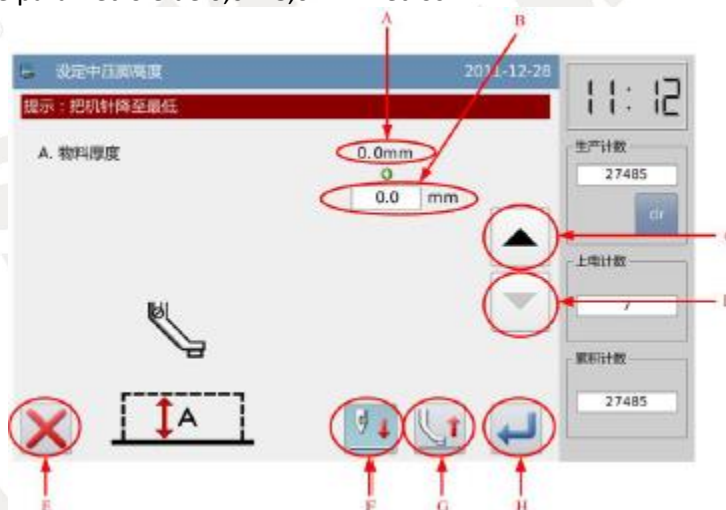 A
B
设定中压脚高度 2011-12-28
提示：把机针降至最低
11:12
A. 物料厚度 0.0mm
0.0 mm
生产计数
27485
clr
上电计数
7
累积计数
27485
A
E
F
G
H